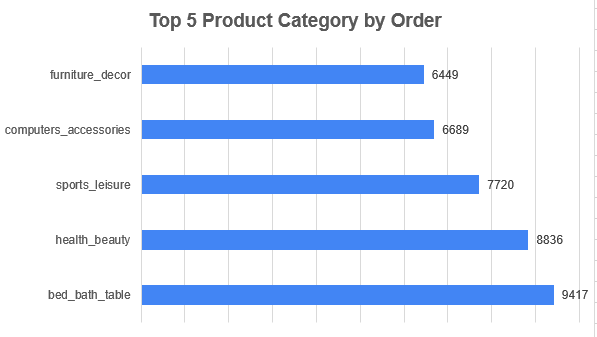 Top 5 Product Category by Order
furniture_decor 6449
computers_accessories 6689
sports_leisure 7720
health_beauty 8836
bed_bath_table 9417